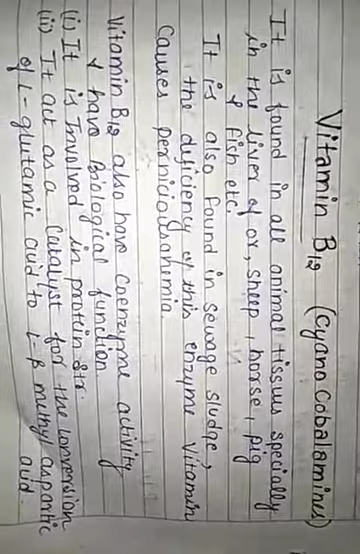 Vitamin B12 (Cyano Cobalamins)
It is found in all animal tissues specially
in the liver of ox, sheep, horse, pig
& fish etc.
It is also found in sewage sludge,
the deficiency of this enzyme vitamin
Causes perniciousanemia.
Vitamin B12 also have coenzyme activity
& have Biological function.
(i) It is Involved in protein str.
(ii) It act as a Catalyst for the conversion
of L-glutamic acid to L-β methyl aspartic
acid.